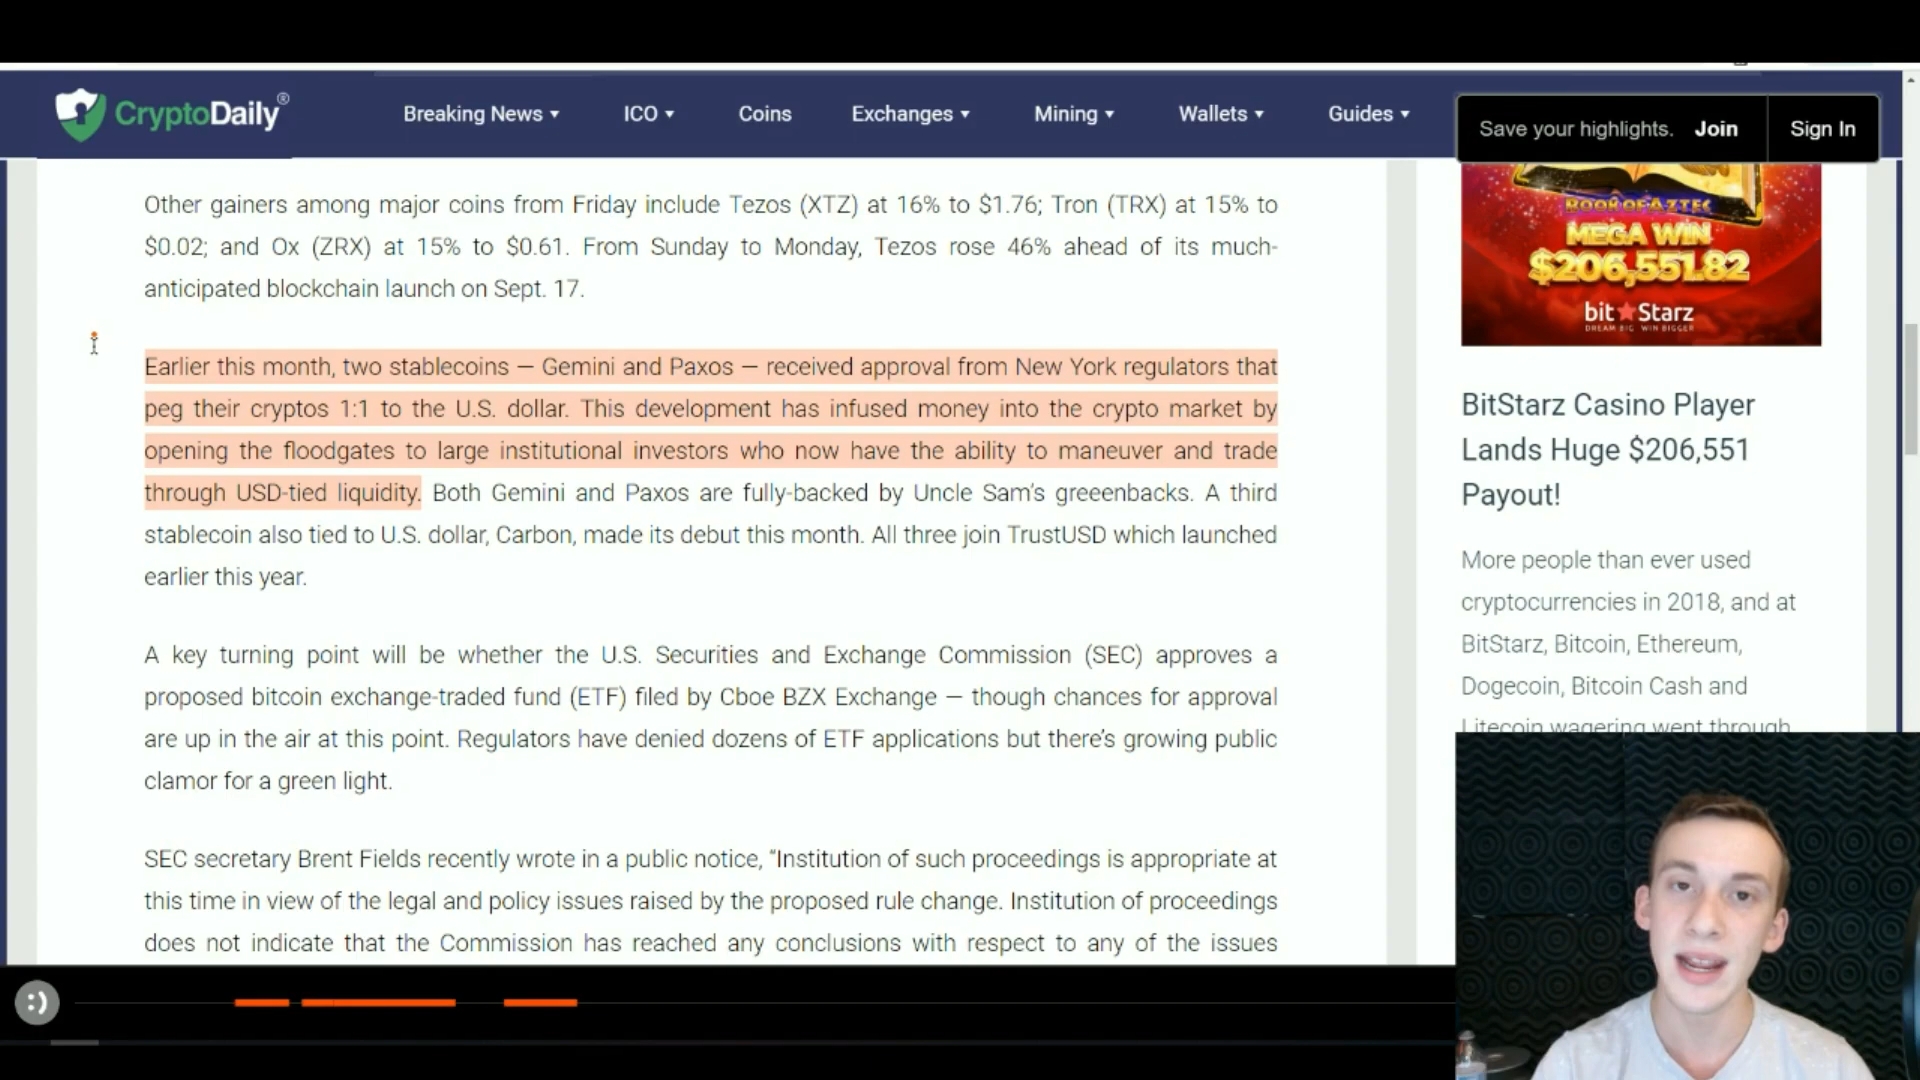 CryptoDaily®
Breaking News ▾
ICO ▾
Coins
Exchanges ▾
Mining ▾
Wallets ▾
Guides ▾
Save your highlights. Join
Sign In
Other gainers among major coins from Friday include Tezos (XTZ) at 16% to $1.76; Tron (TRX) at 15% to
$0.02; and Ox (ZRX) at 15% to $0.61. From Sunday to Monday, Tezos rose 46% ahead of its much-
anticipated blockchain launch on Sept. 17.
Earlier this month, two stablecoins — Gemini and Paxos — received approval from New York regulators that
peg their cryptos 1:1 to the U.S. dollar. This development has infused money into the crypto market by
opening the floodgates to large institutional investors who now have the ability to maneuver and trade
through USD-tied liquidity. Both Gemini and Paxos are fully-backed by Uncle Sam's greeenbacks. A third
stablecoin also tied to U.S. dollar, Carbon, made its debut this month. All three join TrustUSD which launched
earlier this year.
A key turning point will be whether the U.S. Securities and Exchange Commission (SEC) approves a
proposed bitcoin exchange-traded fund (ETF) filed by Cboe BZX Exchange — though chances for approval
are up in the air at this point. Regulators have denied dozens of ETF applications but there's growing public
clamor for a green light.
SEC secretary Brent Fields recently wrote in a public notice, “Institution of such proceedings is appropriate at
this time in view of the legal and policy issues raised by the proposed rule change. Institution of proceedings
does not indicate that the Commission has reached any conclusions with respect to any of the issues
BOOK OF AZTEC
MEGA WIN
$206,551.82
bit★Starz
DREAM BIG WIN BIGGER
BitStarz Casino Player
Lands Huge $206,551
Payout!
More people than ever used
cryptocurrencies in 2018, and at
BitStarz, Bitcoin, Ethereum,
Dogecoin, Bitcoin Cash and
Litecoin wagering went through
:)